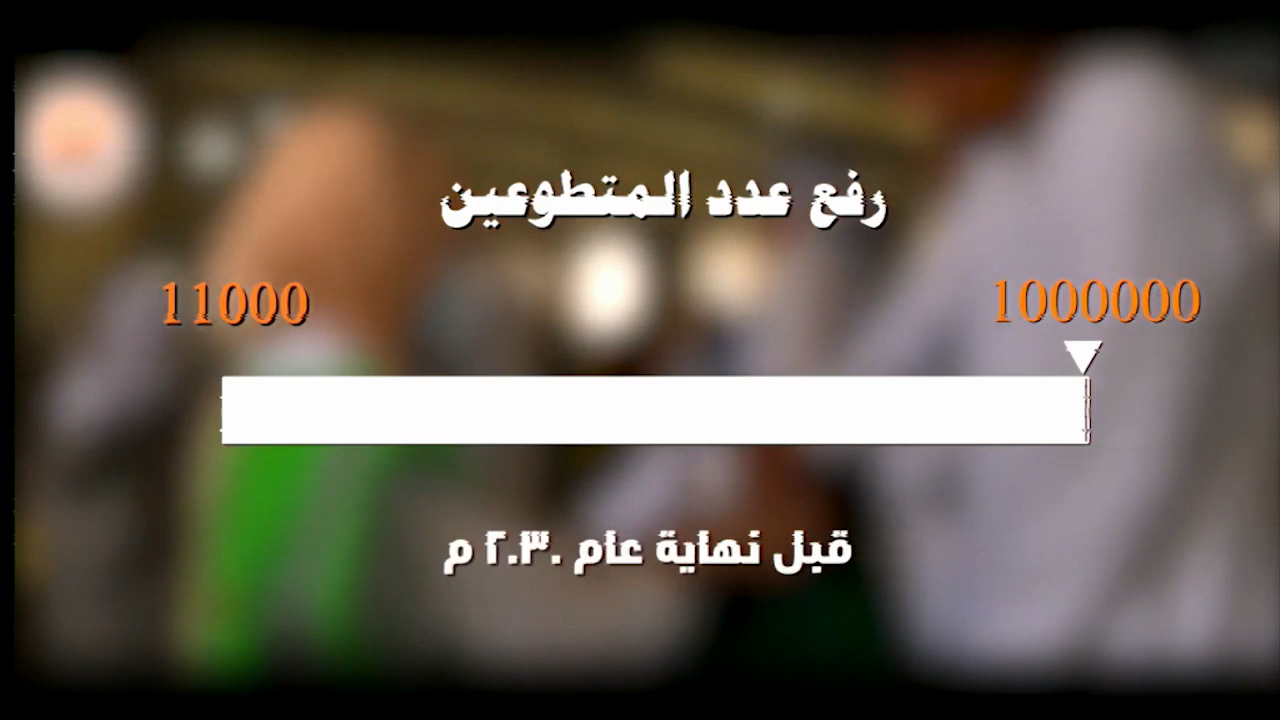 رفع عدد المتطوعين
11000
1000000
قبل نهاية عام ٢٠٣٠ م